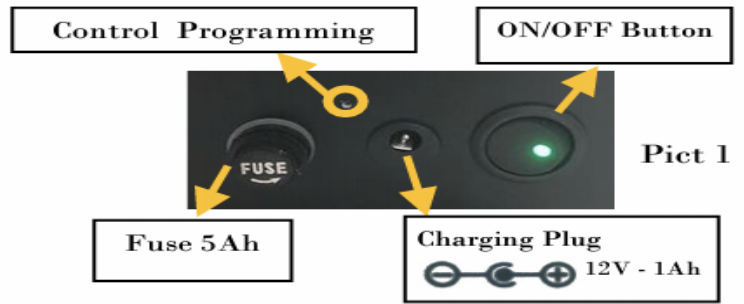 Control Programming
ON/OFF Button
FUSE
Pict 1
Fuse 5Ah
Charging Plug
12V - 1Ah